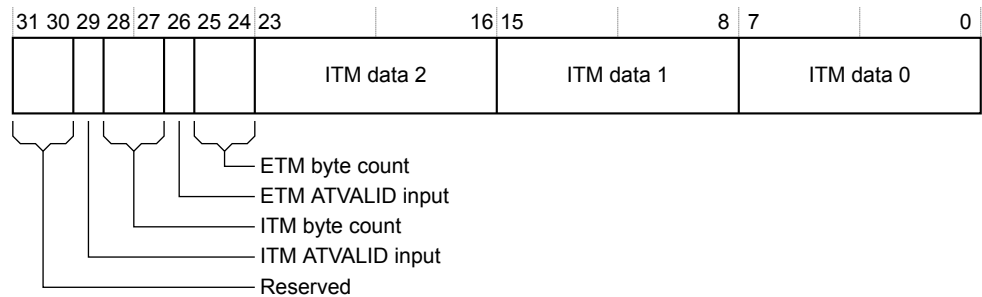 31 30 29 28 27 26 25 24 23 16 15 8 7 0
ITM data 2 ITM data 1 ITM data 0
ETM byte count
ETM ATVALID input
ITM byte count
ITM ATVALID input
Reserved